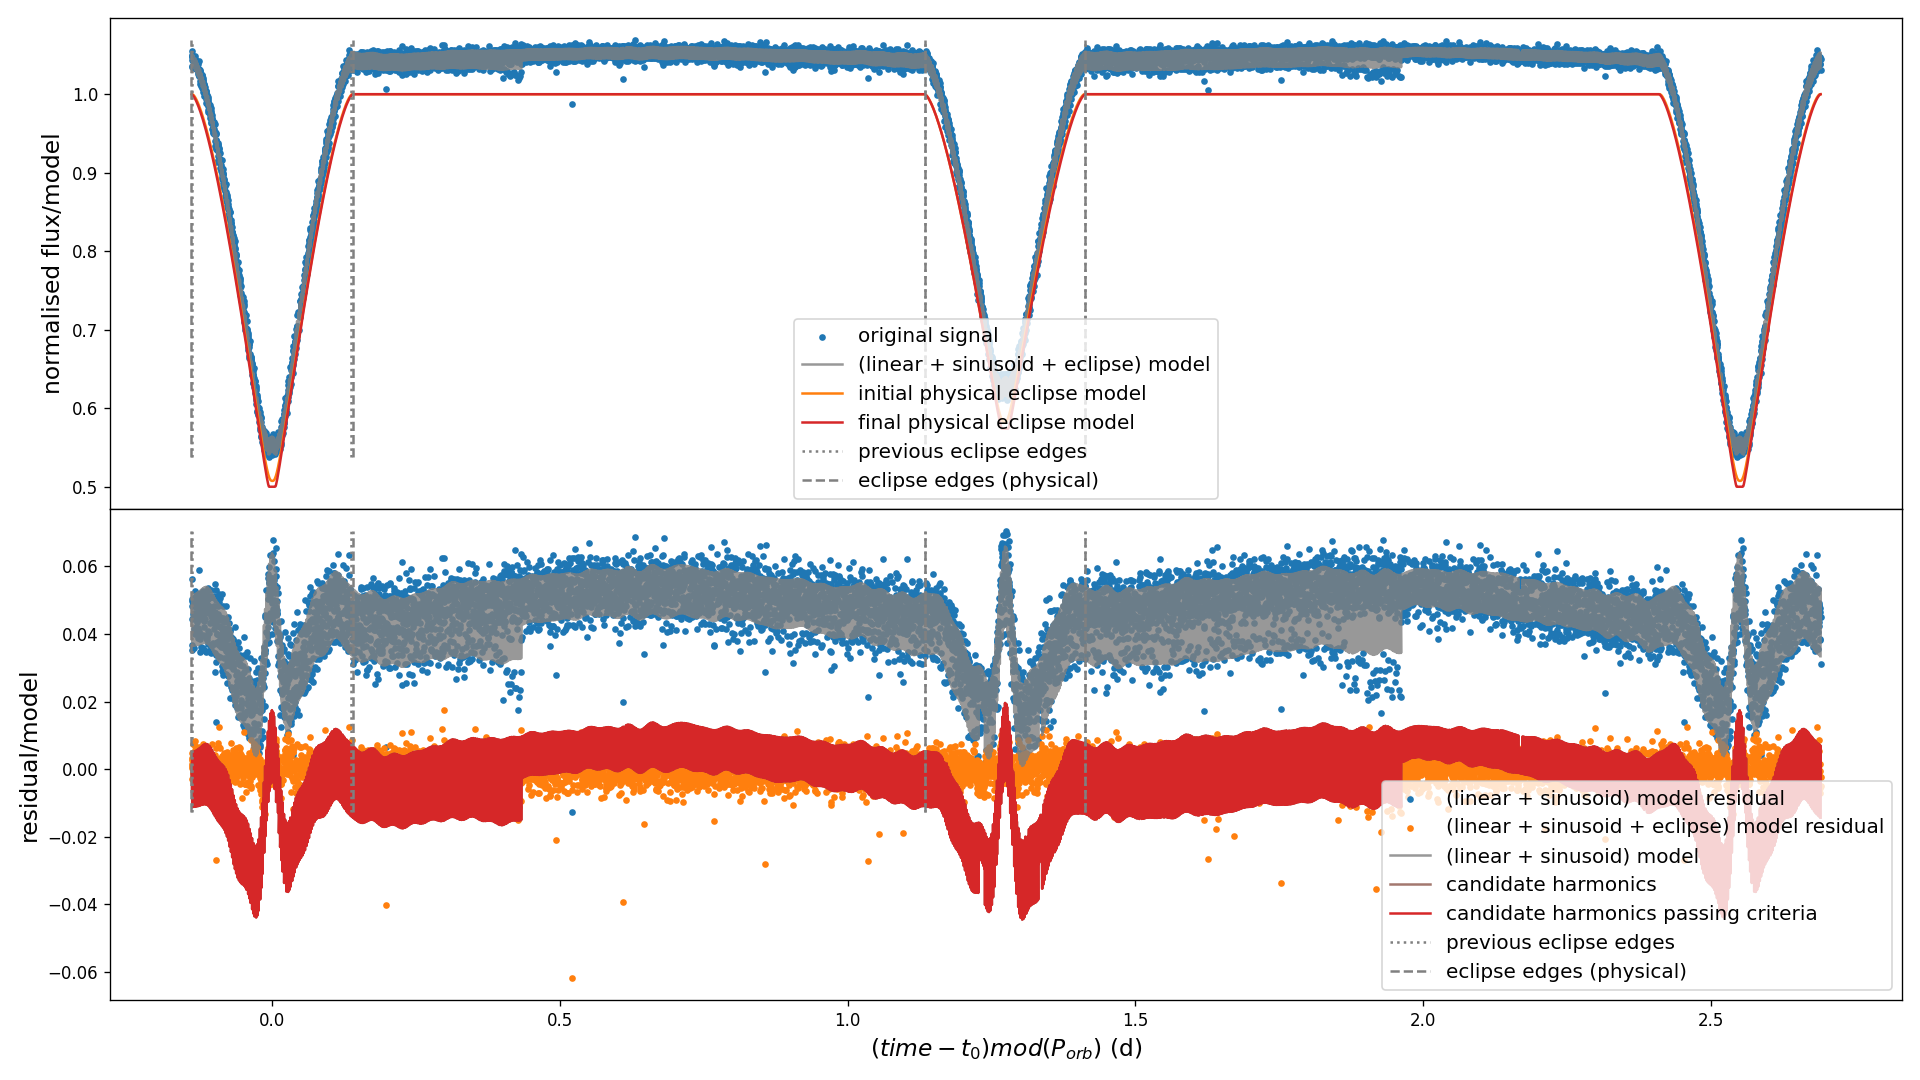 normalised flux/model
1.0
0.9
0.8
0.7
0.6
0.5
original signal
(linear + sinusoid + eclipse) model
initial physical eclipse model
final physical eclipse model
previous eclipse edges
eclipse edges (physical)
residual/model
0.06
0.04
0.02
0.00
−0.02
−0.04
−0.06
(linear + sinusoid) model residual
(linear + sinusoid + eclipse) model residual
(linear + sinusoid) model
candidate harmonics
candidate harmonics passing criteria
previous eclipse edges
eclipse edges (physical)
0.0 0.5 1.0 1.5 2.0 2.5
(time − t₀)mod(P_orb) (d)